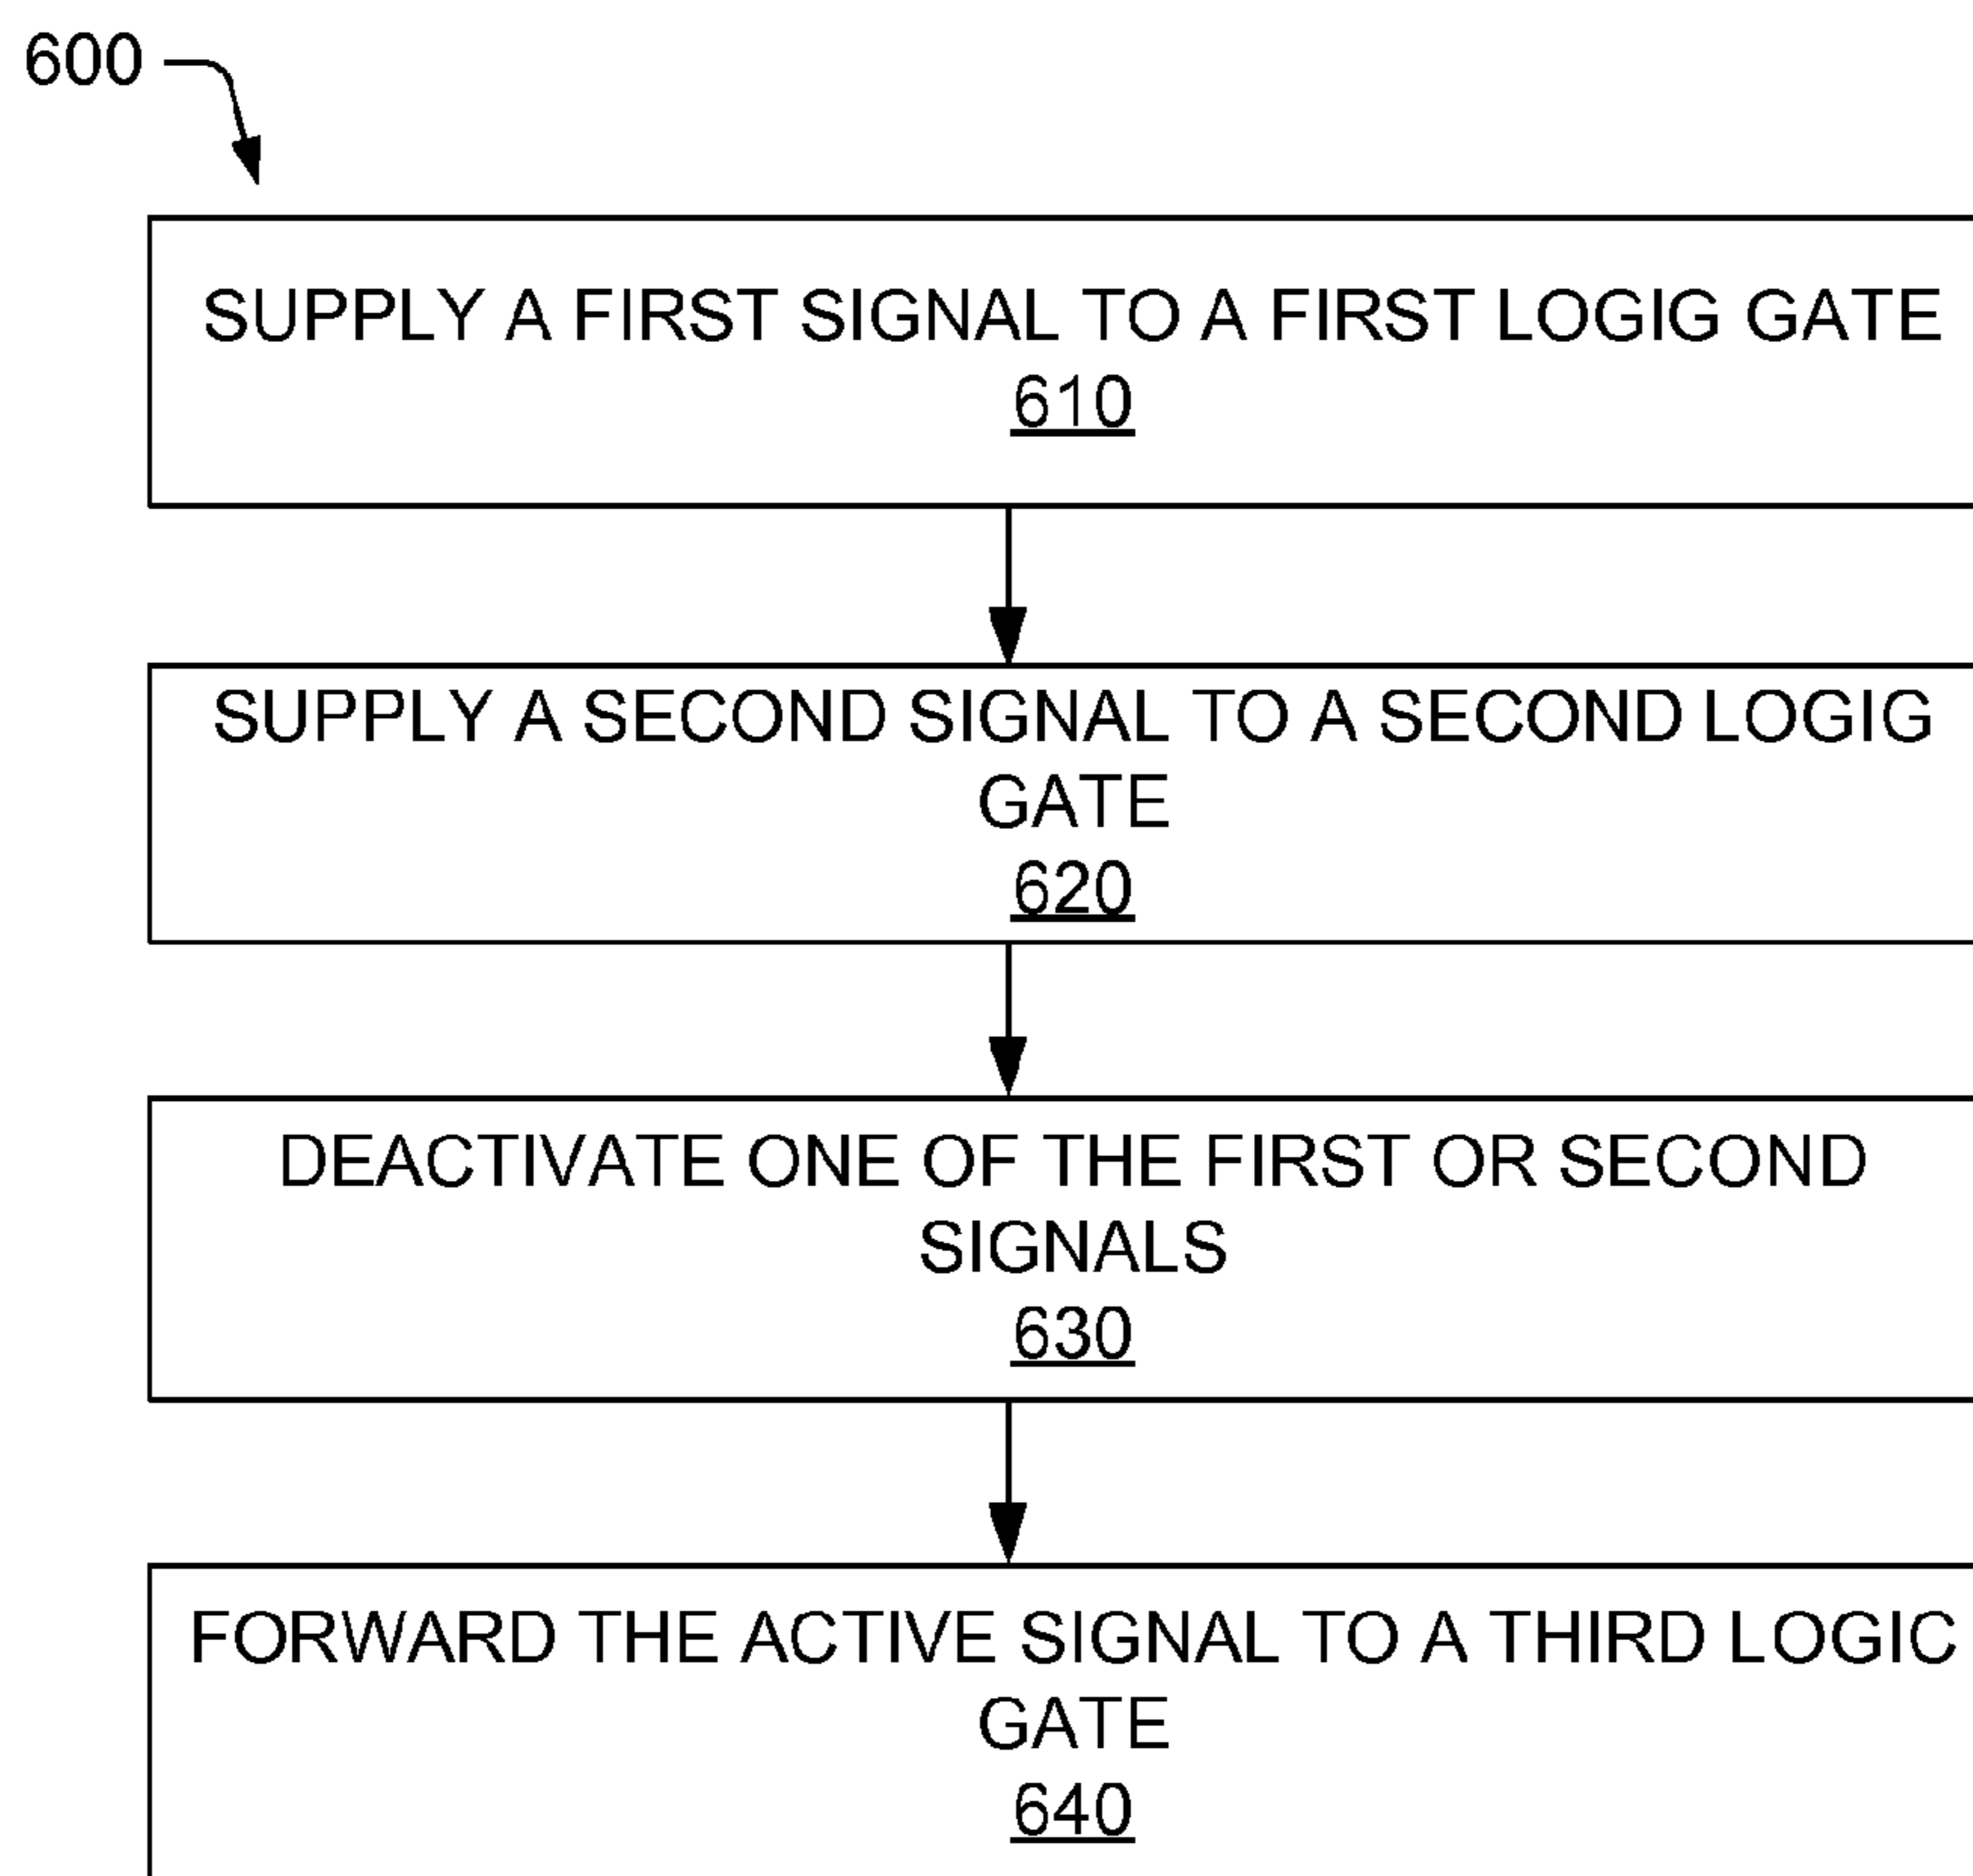 600
SUPPLY A FIRST SIGNAL TO A FIRST LOGIG GATE
610
SUPPLY A SECOND SIGNAL TO A SECOND LOGIG
GATE
620
DEACTIVATE ONE OF THE FIRST OR SECOND
SIGNALS
630
FORWARD THE ACTIVE SIGNAL TO A THIRD LOGIC
GATE
640